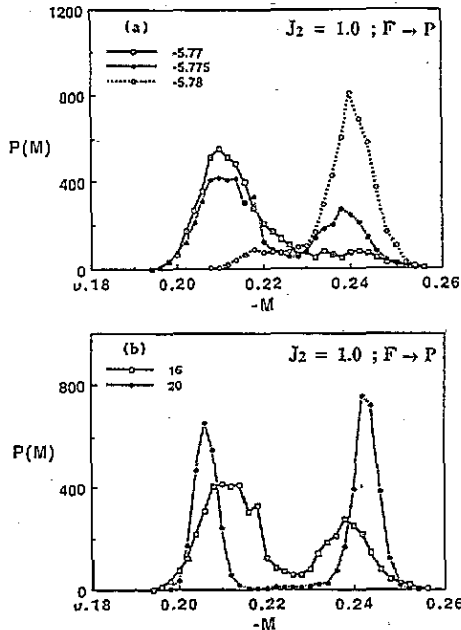 1200
(a)
J2 = 1.0 ; F → P
-5.77
-5.775
-5.78
800
P(M)
400
0
0.18
0.20
0.22
0.24
0.26
-M
(b)
J2 = 1.0 ; F → P
16
20
800
P(M)
400
0
0.18
0.20
0.22
0.24
0.26
-M